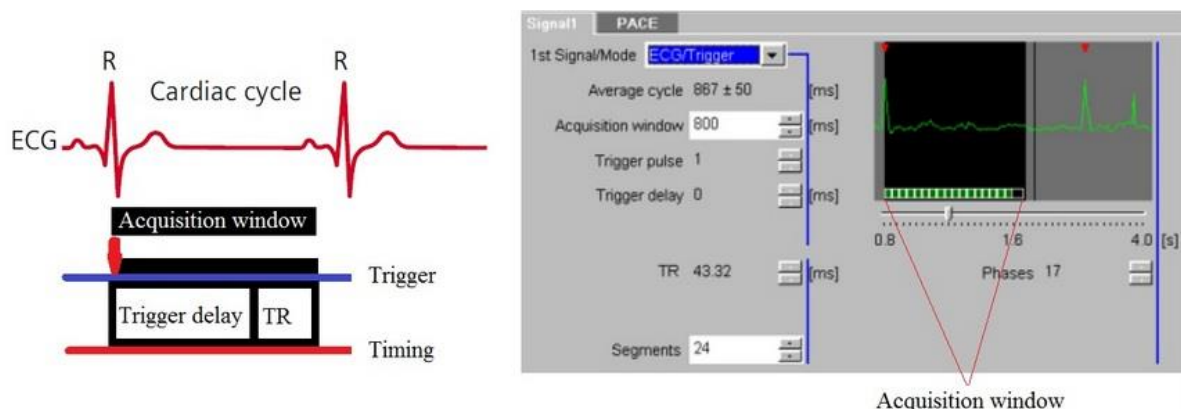 R
R
Cardiac cycle
ECG
Acquisition window
Trigger
Trigger delay
TR
Timing
Signal1
PACE
1st Signal/Mode ECG/Trigger
Average cycle 867 ± 50 [ms]
Acquisition window 800 [ms]
Trigger pulse 1
Trigger delay 0 [ms]
TR 43.32 [ms]
Segments 24
0.8 1.6 4.0 [s]
Phases 17
Acquisition window